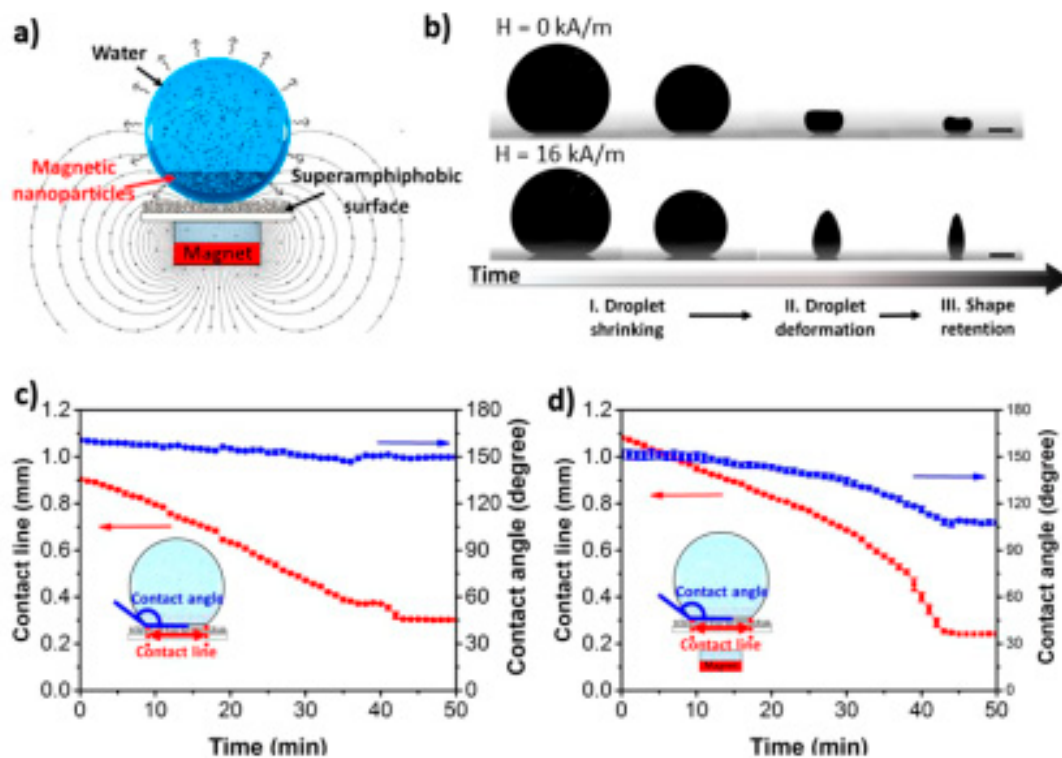 a)
Water
Magnetic
nanoparticles
Superamphiphobic
surface
Magnet
b)
H = 0 kA/m
H = 16 kA/m
Time
I. Droplet
shrinking
II. Droplet
deformation
III. Shape
retention
c)
Contact line (mm)
1.2
1.0
0.8
0.6
0.4
0.2
0.0
180
150
120
90
60
30
0
Contact angle (degree)
Contact angle
Contact line
0 10 20 30 40 50
Time (min)
d)
Contact line (mm)
1.2
1.0
0.8
0.6
0.4
0.2
0.0
180
150
120
90
60
30
0
Contact angle (degree)
Contact angle
Contact line
Magnet
0 10 20 30 40 50
Time (min)